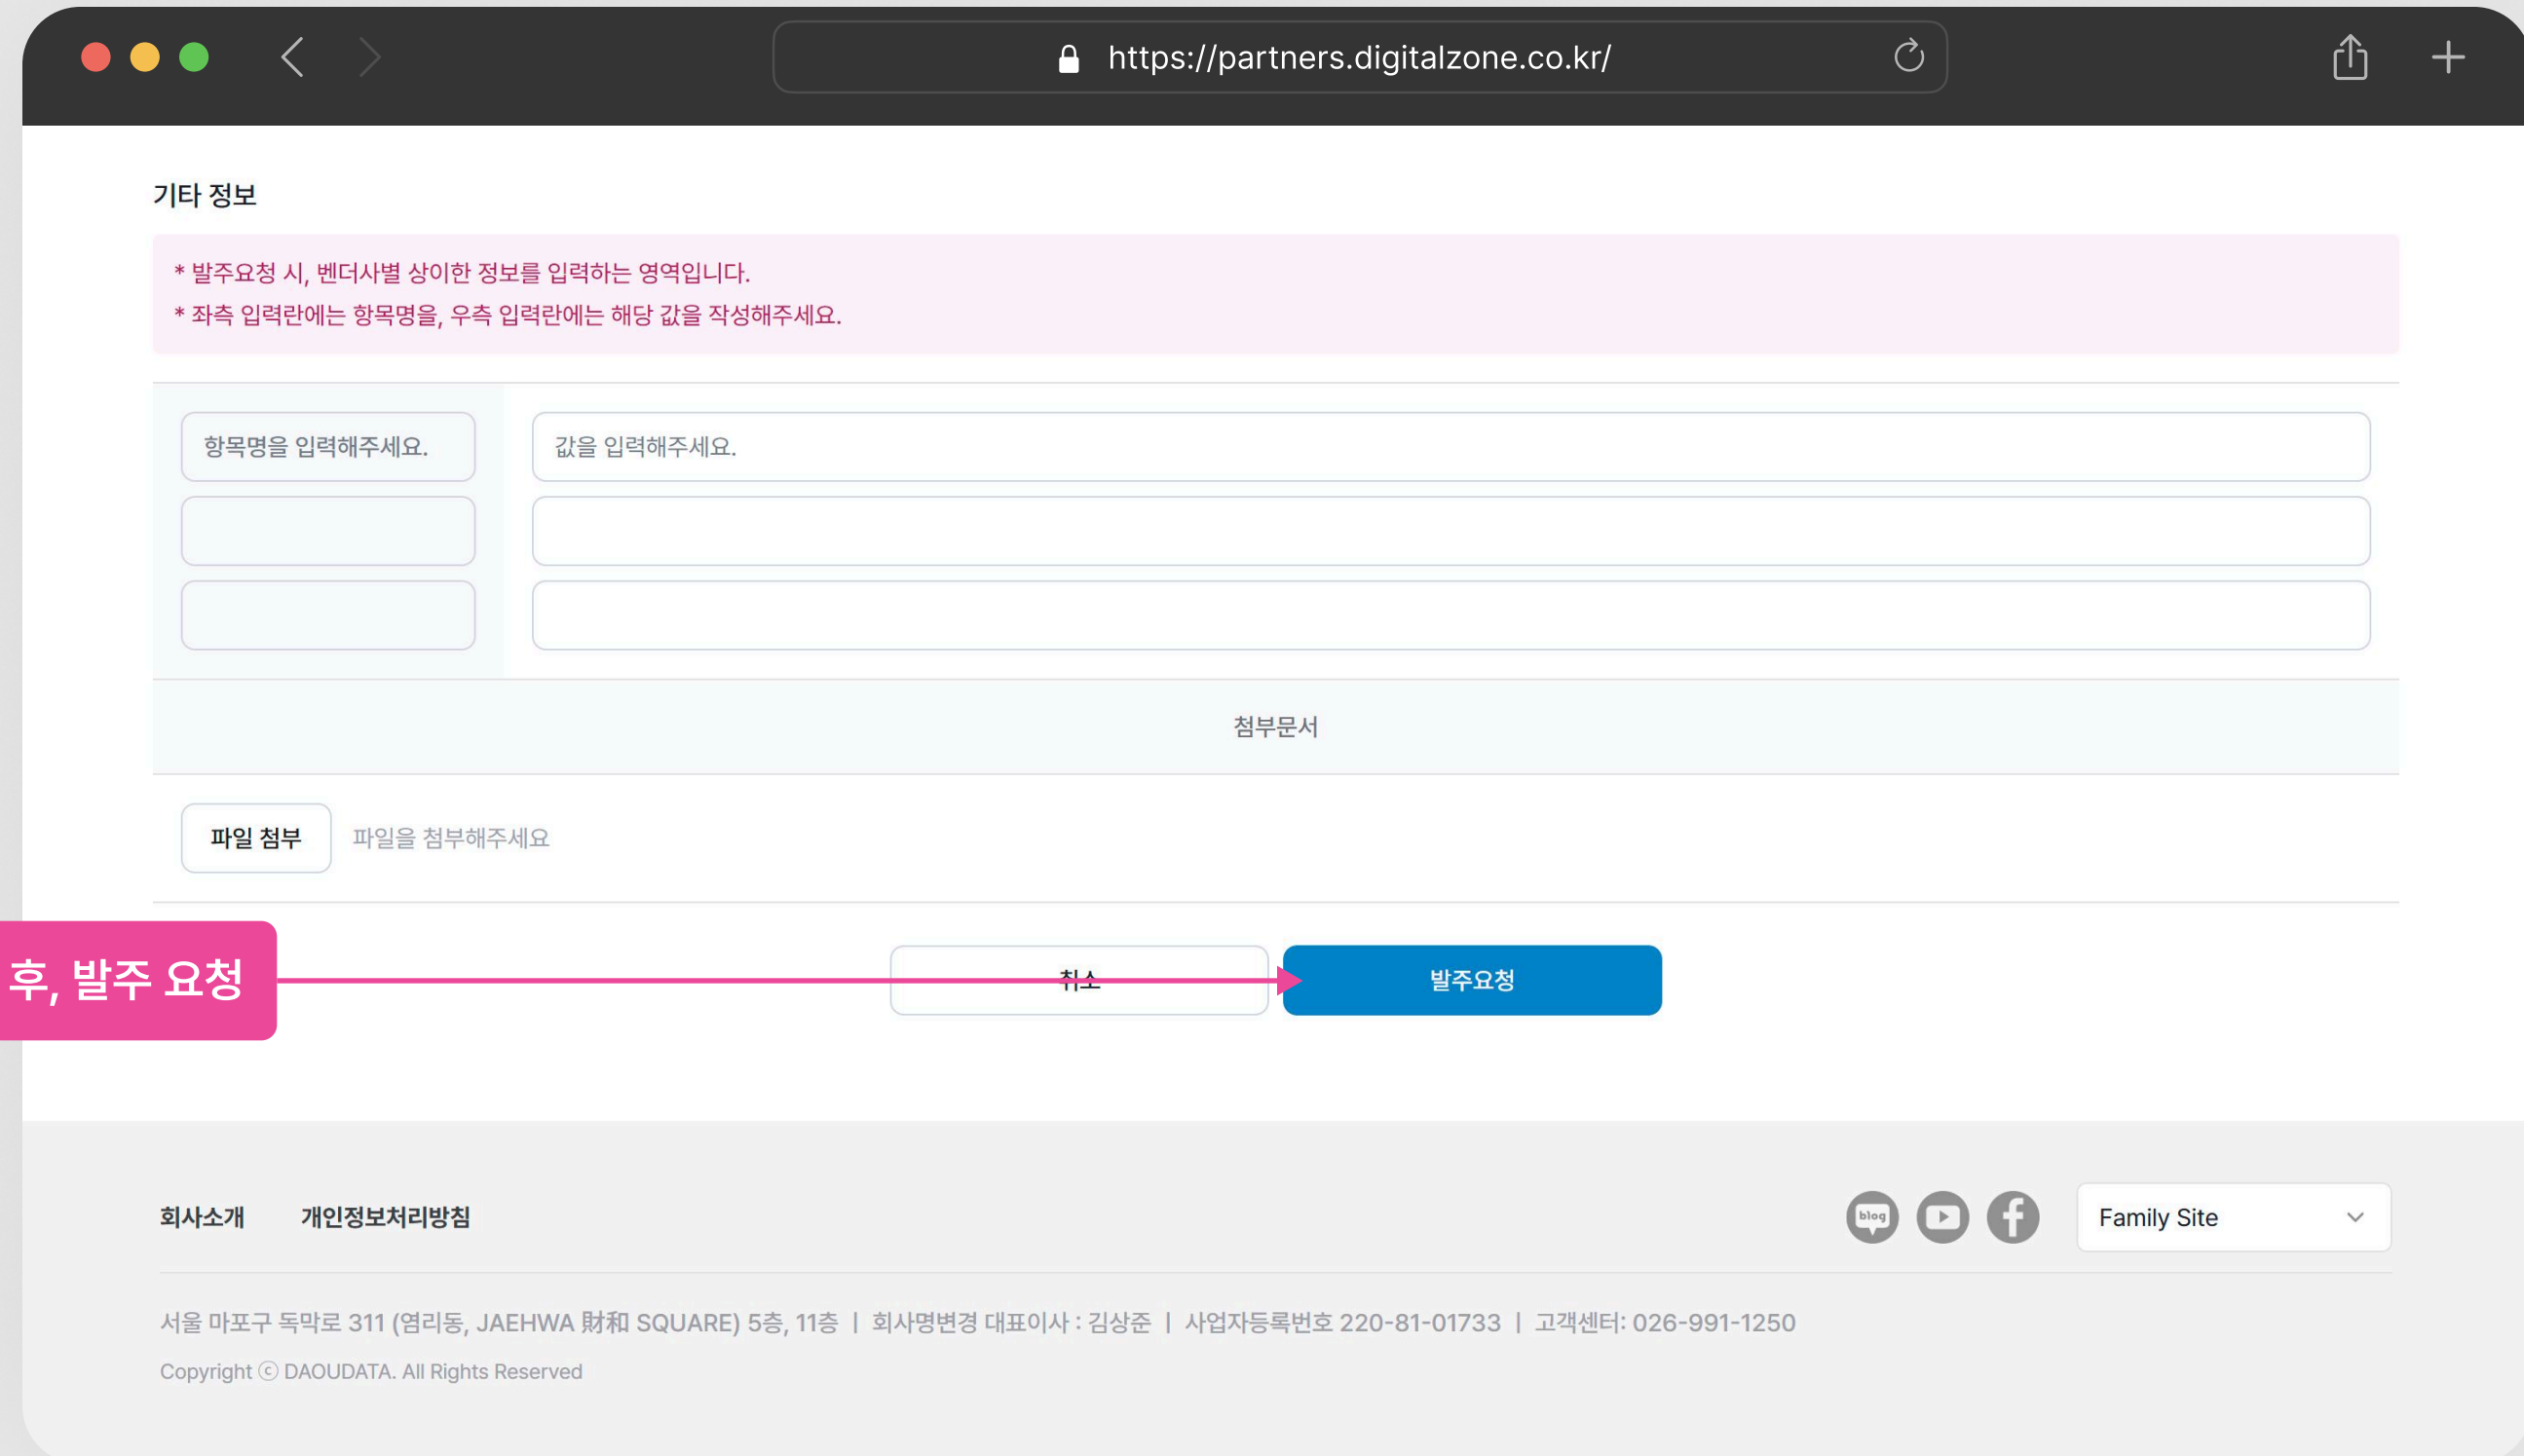 https://partners.digitalzone.co.kr/
기타 정보
* 발주요청 시, 벤더사별 상이한 정보를 입력하는 영역입니다.
* 좌측 입력란에는 항목명을, 우측 입력란에는 해당 값을 작성해주세요.
항목명을 입력해주세요. 값을 입력해주세요.
첨부문서
파일 첨부 파일을 첨부해주세요
후, 발주 요청 취소 발주요청
회사소개 개인정보처리방침 blog Family Site
서울 마포구 독막로 311 (염리동, JAEHWA 財和 SQUARE) 5층, 11층 | 회사명변경 대표이사 : 김상준 | 사업자등록번호 220-81-01733 | 고객센터: 026-991-1250
Copyright ⓒ DAOUDATA. All Rights Reserved